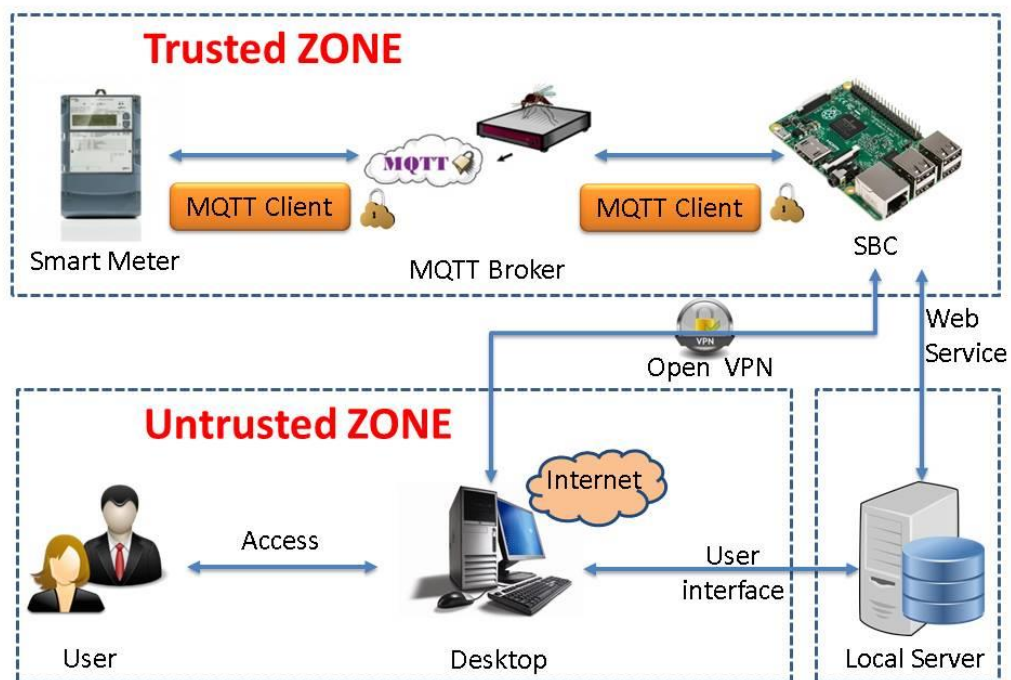 Trusted ZONE
MQTT
MQTT Client
MQTT Client
Smart Meter
MQTT Broker
SBC
VPN
Open VPN
Web
Service
Untrusted ZONE
Internet
Access
User
interface
User
Desktop
Local Server